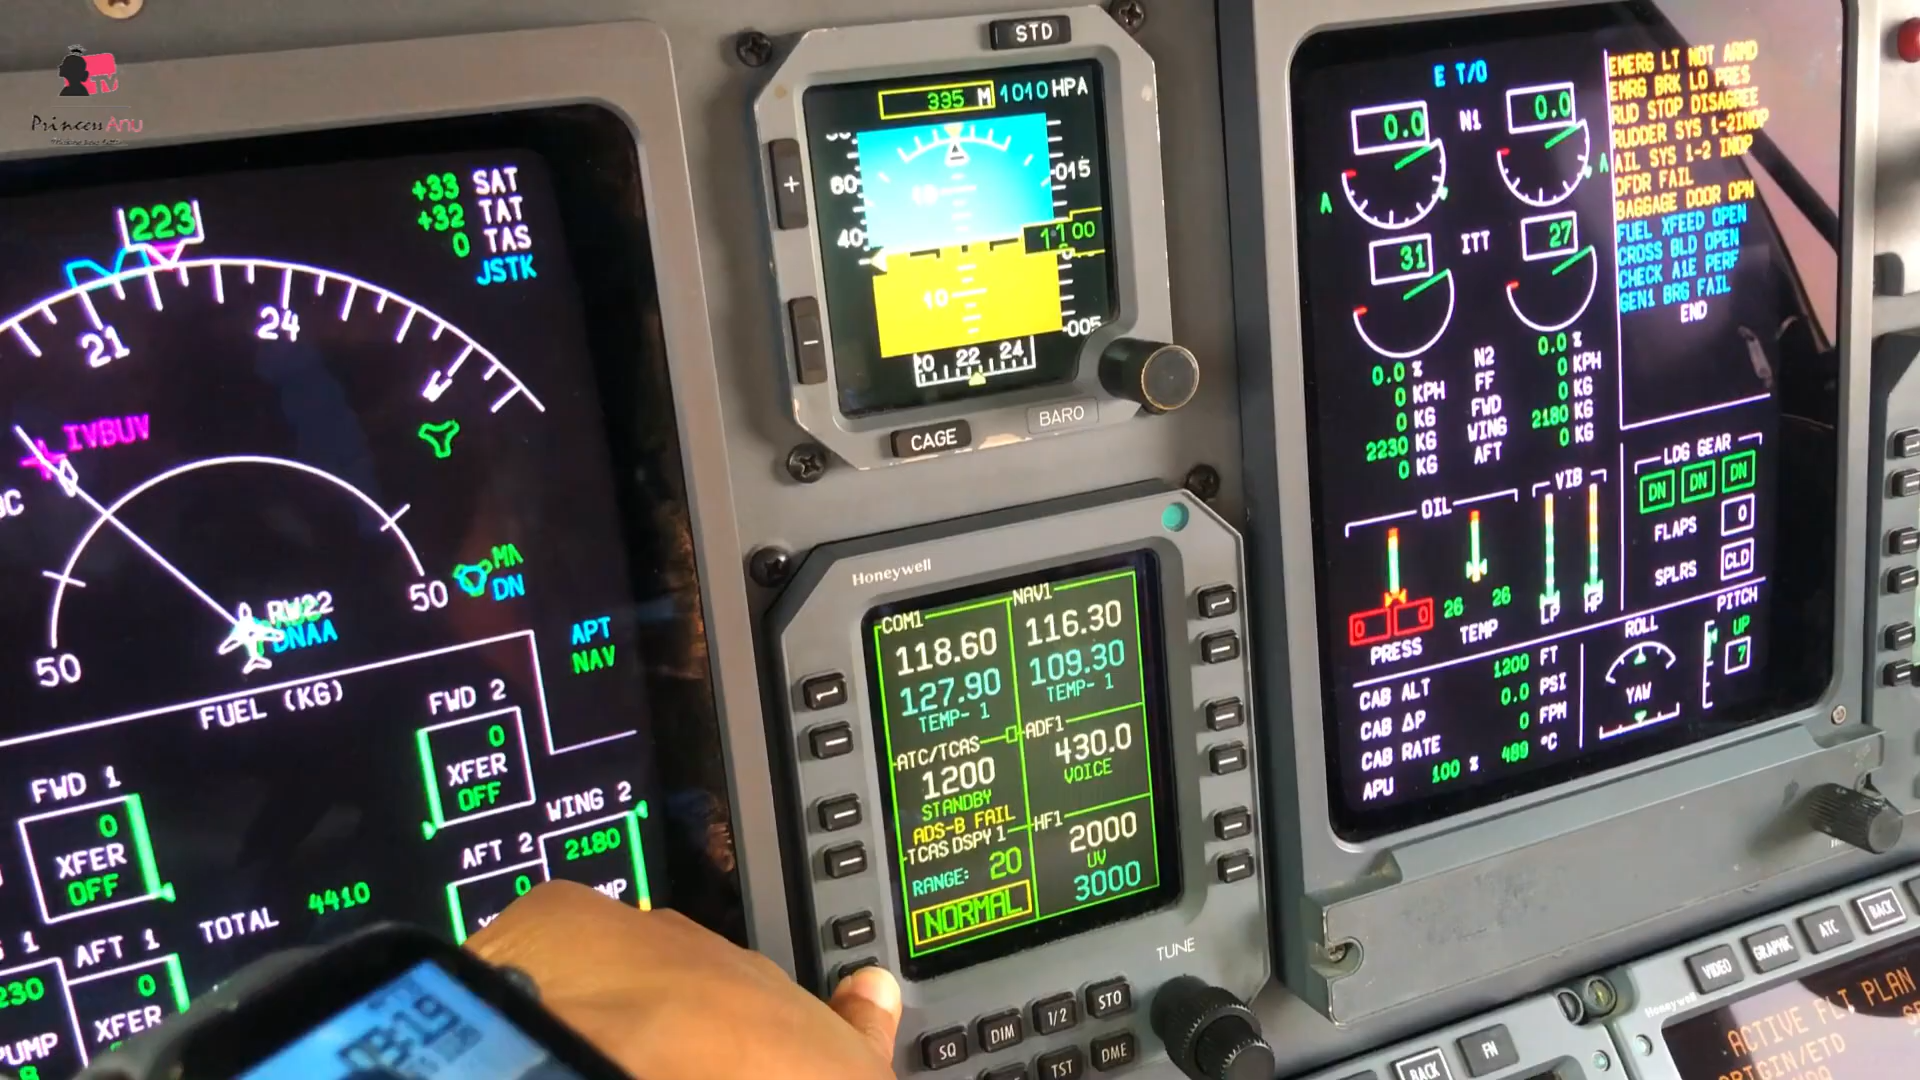 TV
PrincessAnu
223
+33 SAT
+32 TAT
0 TAS
JSTK
21
24
IVBUV
50
50
MA
DN
RW22
DNAA
APT
NAV
FUEL (KG)
FWD 1
0
XFER
OFF
FWD 2
0
XFER
OFF
WING 2
2180
AFT 2
0
TOTAL 4410
AFT 1
0
XFER
230
PUMP
STD
335 M 1010 HPA
+
60
40
015
1100
10
10
005
22 24
CAGE
BARO
Honeywell
COM1
118.60
127.90
TEMP- 1
NAV1
116.30
109.30
TEMP- 1
ATC/TCAS
1200
STANDBY
ADS-B FAIL
ADF1
430.0
VOICE
TCAS DSPY 1
RANGE: 20
NORMAL
HF1
2000
UV
3000
TUNE
SQ DIM 1/2 STO
TST DME
E T/O
0.0 N1 0.0
A A
31 ITT 27
0.0 % N2 0.0 %
0 KPH FF 0 KPH
0 KG FWD 0 KG
2230 KG WING 2180 KG
0 KG AFT 0 KG
EMERG LT NOT ARMD
EMRG BRK LO PRES
RUD STOP DISAGREE
RUDDER SYS 1-2INOP
AIL SYS 1-2 INOP
DFDR FAIL
BAGGAGE DOOR OPN
FUEL XFEED OPEN
CROSS BLD OPEN
CHECK A1E PERF
GEN1 BRG FAIL
END
OIL
VIB
0 0
26 26
PRESS
TEMP
LP HP
LDG GEAR
DN DN DN
FLAPS 0
SPLRS CLD
CAB ALT 1200 FT
CAB ΔP 0.0 PSI
CAB RATE 0 FPM
APU 100 % 489 °C
ROLL
YAW
PITCH
UP
7
VIDEO GRAPHIC ATC BACK
BACK FN
Honeywell
ACTIVE FLT PLAN
ORIGIN/ETD